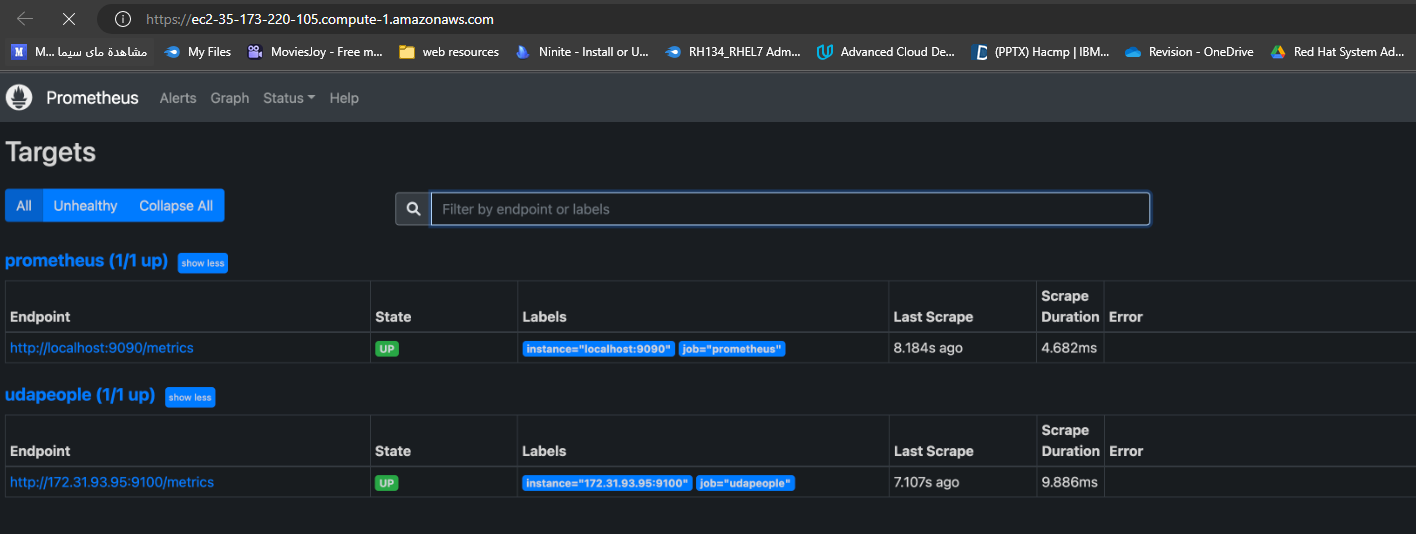 https://ec2-35-173-220-105.compute-1.amazonaws.com
M M... مشاهدة ماى سيما My Files MoviesJoy - Free m... web resources Ninite - Install or U... RH134_RHEL7 Adm... Advanced Cloud De... (PPTX) Hacmp | IBM... Revision - OneDrive Red Hat System Ad...
Prometheus Alerts Graph Status Help
Targets
All Unhealthy Collapse All Filter by endpoint or labels
prometheus (1/1 up) show less
Endpoint State Labels Last Scrape Scrape Duration Error
http://localhost:9090/metrics UP instance="localhost:9090" job="prometheus" 8.184s ago 4.682ms
udapeople (1/1 up) show less
Endpoint State Labels Last Scrape Scrape Duration Error
http://172.31.93.95:9100/metrics UP instance="172.31.93.95:9100" job="udapeople" 7.107s ago 9.886ms